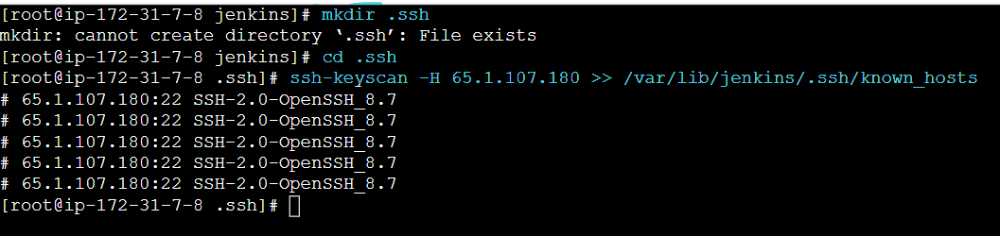 [root@ip-172-31-7-8 jenkins]# mkdir .ssh
mkdir: cannot create directory ‘.ssh’: File exists
[root@ip-172-31-7-8 jenkins]# cd .ssh
[root@ip-172-31-7-8 .ssh]# ssh-keyscan -H 65.1.107.180 >> /var/lib/jenkins/.ssh/known_hosts
# 65.1.107.180:22 SSH-2.0-OpenSSH_8.7
# 65.1.107.180:22 SSH-2.0-OpenSSH_8.7
# 65.1.107.180:22 SSH-2.0-OpenSSH_8.7
# 65.1.107.180:22 SSH-2.0-OpenSSH_8.7
# 65.1.107.180:22 SSH-2.0-OpenSSH_8.7
[root@ip-172-31-7-8 .ssh]#